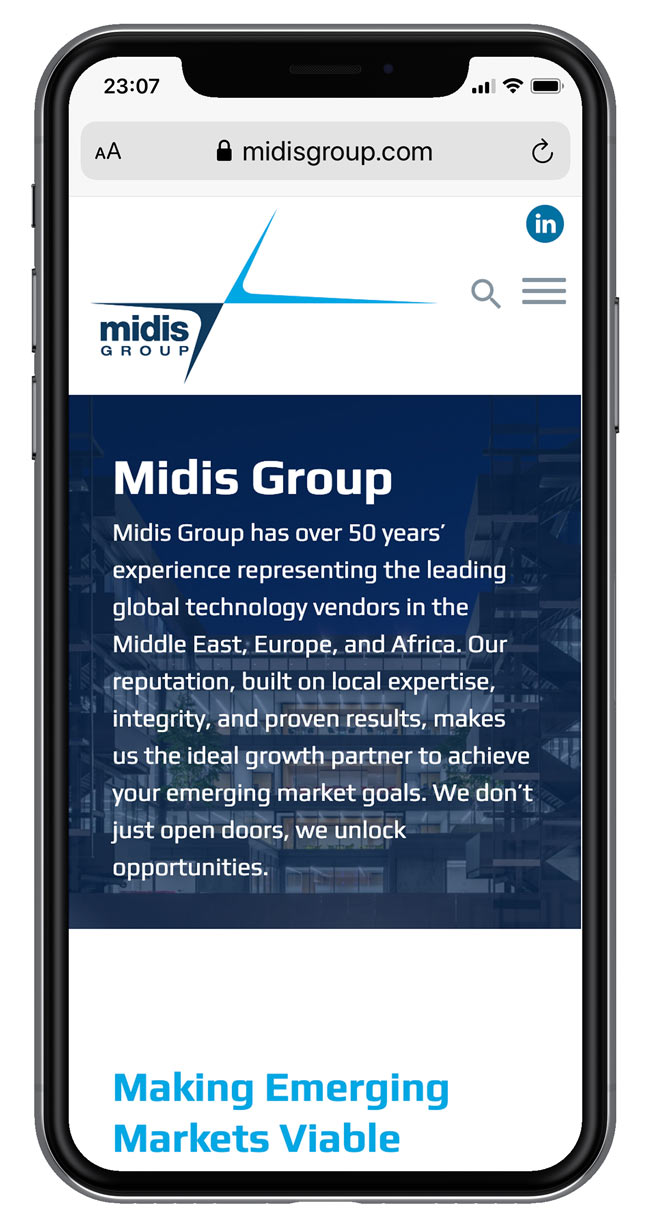 23:07
AA midisgroup.com
in
midis
GROUP
Midis Group
Midis Group has over 50 years’
experience representing the leading
global technology vendors in the
Middle East, Europe, and Africa. Our
reputation, built on local expertise,
integrity, and proven results, makes
us the ideal growth partner to achieve
your emerging market goals. We don’t
just open doors, we unlock
opportunities.
Making Emerging
Markets Viable